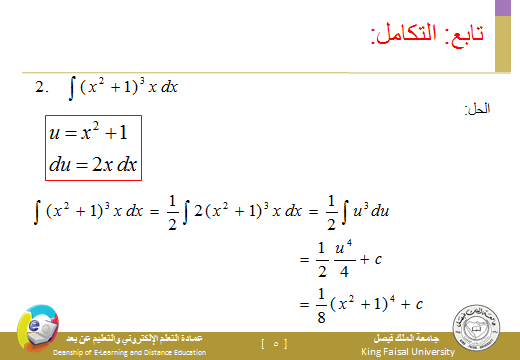 تابع: التكامل:
2. ∫(x² + 1)³ x dx
الحل:
u = x² + 1
du = 2x dx
∫(x² + 1)³ x dx = 1/2 ∫ 2(x² + 1)³ x dx = 1/2 ∫ u³ du
= 1/2 u⁴/4 + c
= 1/8 (x² + 1)⁴ + c
عمادة التعلم الإلكتروني والتعليم عن بعد
Deanship of E-Learning and Distance Education
[ ٥ ]
جامعة الملك فيصل
King Faisal University